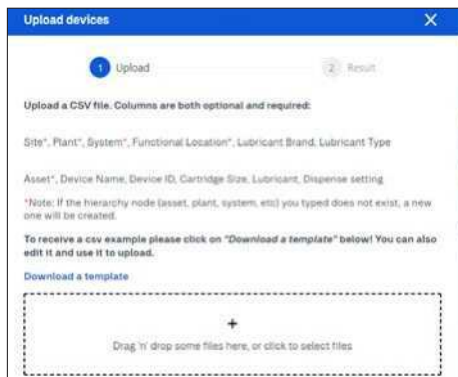 Upload devices
1 Upload
2 Result
Upload a CSV file. Columns are both optional and required:
Site*, Plant*, System*, Functional Location*, Lubricant Brand, Lubricant Type
Asset*, Device Name, Device ID, Cartridge Size, Lubricant, Dispense setting
*Note: If the hierarchy node (asset, plant, system, etc) you typed does not exist, a new
one will be created.
To receive a csv example please click on "Download a template" below! You can also
edit it and use it to upload.
Download a template
+
Drag 'n' drop some files here, or click to select files